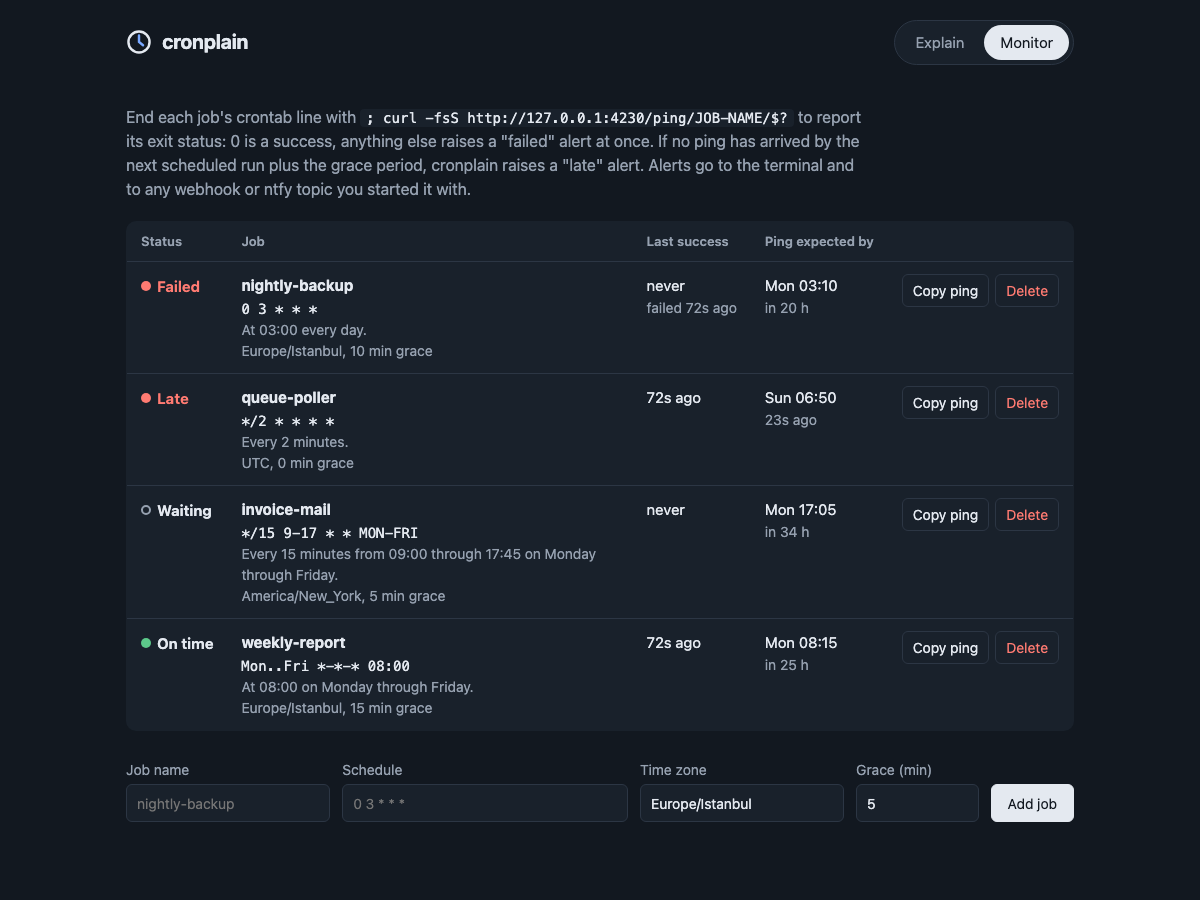 cronplain
Explain
Monitor
End each job's crontab line with ; curl -fsS http://127.0.0.1:4230/ping/JOB-NAME/$? to report
its exit status: 0 is a success, anything else raises a "failed" alert at once. If no ping has arrived by the
next scheduled run plus the grace period, cronplain raises a "late" alert. Alerts go to the terminal and
to any webhook or ntfy topic you started it with.
Status Job Last success Ping expected by
Failed nightly-backup never Mon 03:10 Copy ping Delete
0 3 * * * failed 72s ago in 20 h
At 03:00 every day.
Europe/Istanbul, 10 min grace
Late queue-poller 72s ago Sun 06:50 Copy ping Delete
*/2 * * * * 23s ago
Every 2 minutes.
UTC, 0 min grace
Waiting invoice-mail never Mon 17:05 Copy ping Delete
*/15 9-17 * * MON-FRI in 34 h
Every 15 minutes from 09:00 through 17:45 on Monday
through Friday.
America/New_York, 5 min grace
On time weekly-report 72s ago Mon 08:15 Copy ping Delete
Mon..Fri *-*-* 08:00 in 25 h
At 08:00 on Monday through Friday.
Europe/Istanbul, 15 min grace
Job name Schedule Time zone Grace (min)
nightly-backup 0 3 * * * Europe/Istanbul 5 Add job